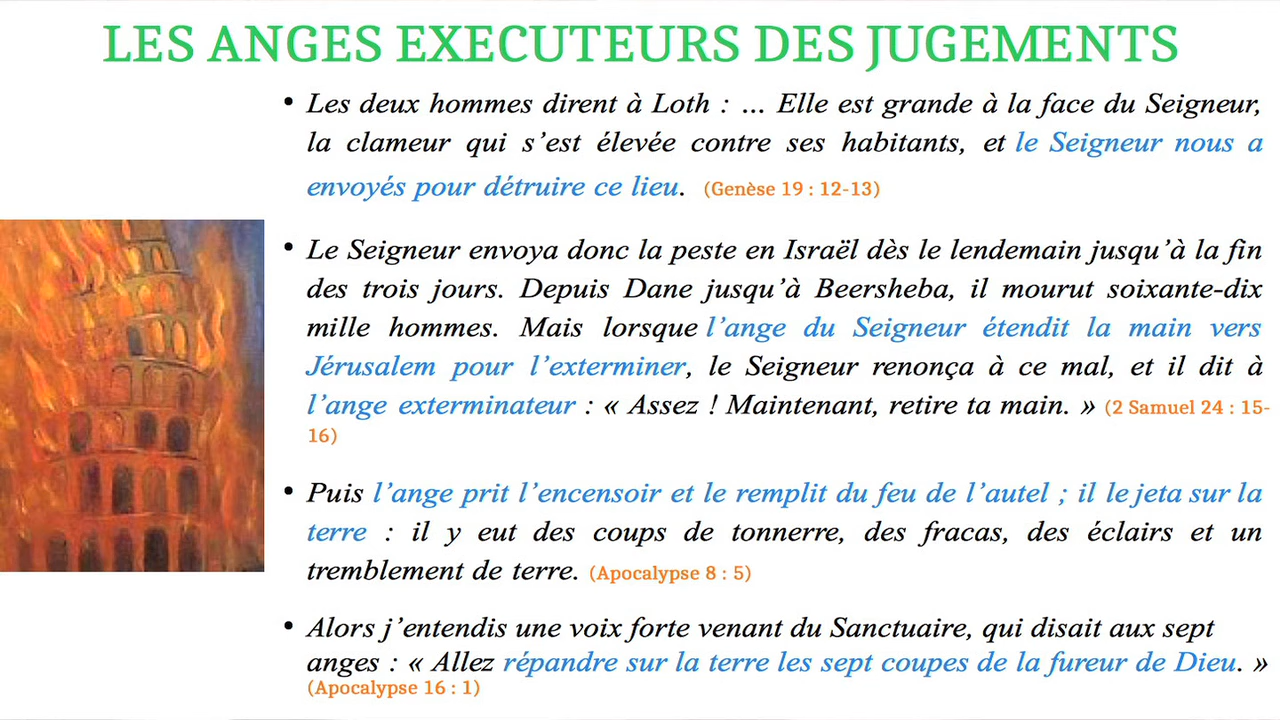 LES ANGES EXECUTEURS DES JUGEMENTS
• Les deux hommes dirent à Loth : ... Elle est grande à la face du Seigneur,
la clameur qui s’est élevée contre ses habitants, et le Seigneur nous a
envoyés pour détruire ce lieu. (Genèse 19 : 12-13)
• Le Seigneur envoya donc la peste en Israël dès le lendemain jusqu’à la fin
des trois jours. Depuis Dane jusqu’à Beersheba, il mourut soixante-dix
mille hommes. Mais lorsque l’ange du Seigneur étendit la main vers
Jérusalem pour l’exterminer, le Seigneur renonça à ce mal, et il dit à
l’ange exterminateur : « Assez ! Maintenant, retire ta main. » (2 Samuel 24 : 15-
16)
• Puis l’ange prit l’encensoir et le remplit du feu de l’autel ; il le jeta sur la
terre : il y eut des coups de tonnerre, des fracas, des éclairs et un
tremblement de terre. (Apocalypse 8 : 5)
• Alors j’entendis une voix forte venant du Sanctuaire, qui disait aux sept
anges : « Allez répandre sur la terre les sept coupes de la fureur de Dieu. »
(Apocalypse 16 : 1)